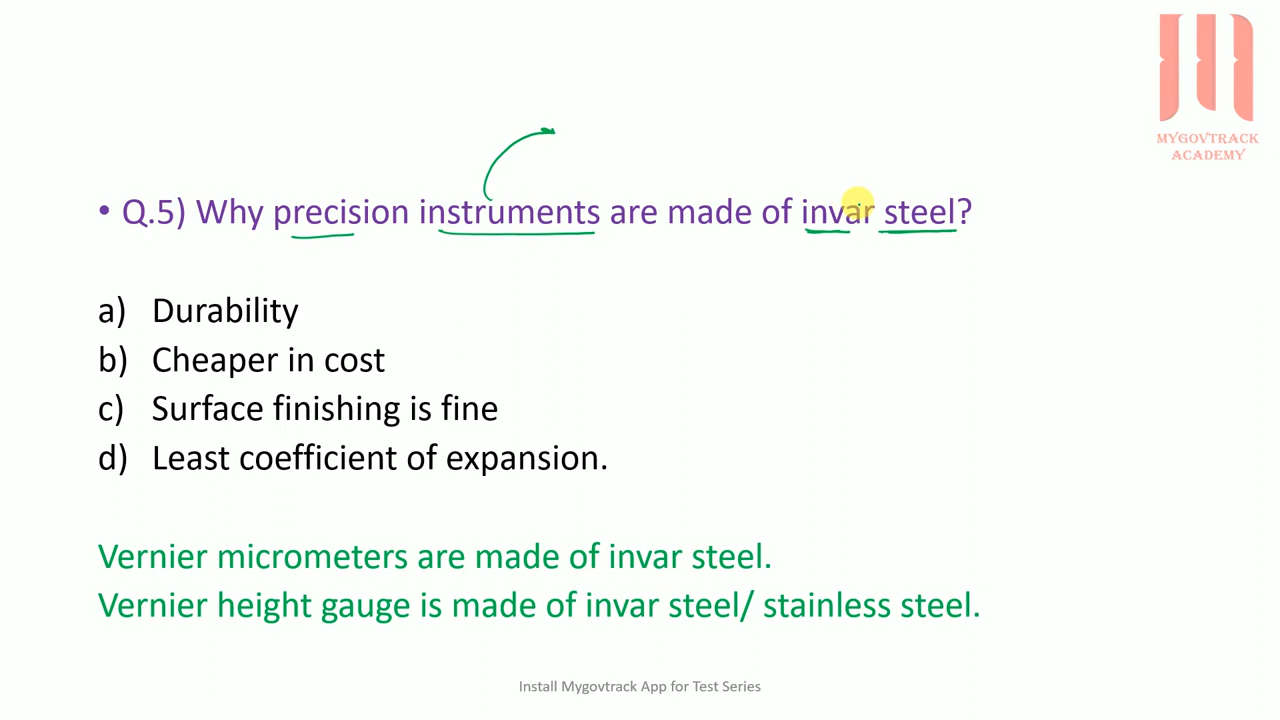 MYGOVTRACK
ACADEMY
• Q.5) Why precision instruments are made of invar steel?
a) Durability
b) Cheaper in cost
c) Surface finishing is fine
d) Least coefficient of expansion.
Vernier micrometers are made of invar steel.
Vernier height gauge is made of invar steel/ stainless steel.
Install Mygovtrack App for Test Series